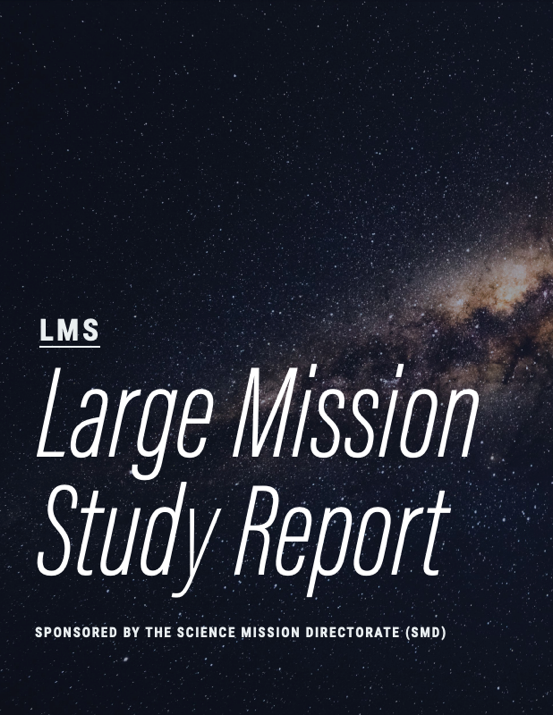 LMS
Large Mission
Study Report
SPONSORED BY THE SCIENCE MISSION DIRECTORATE (SMD)